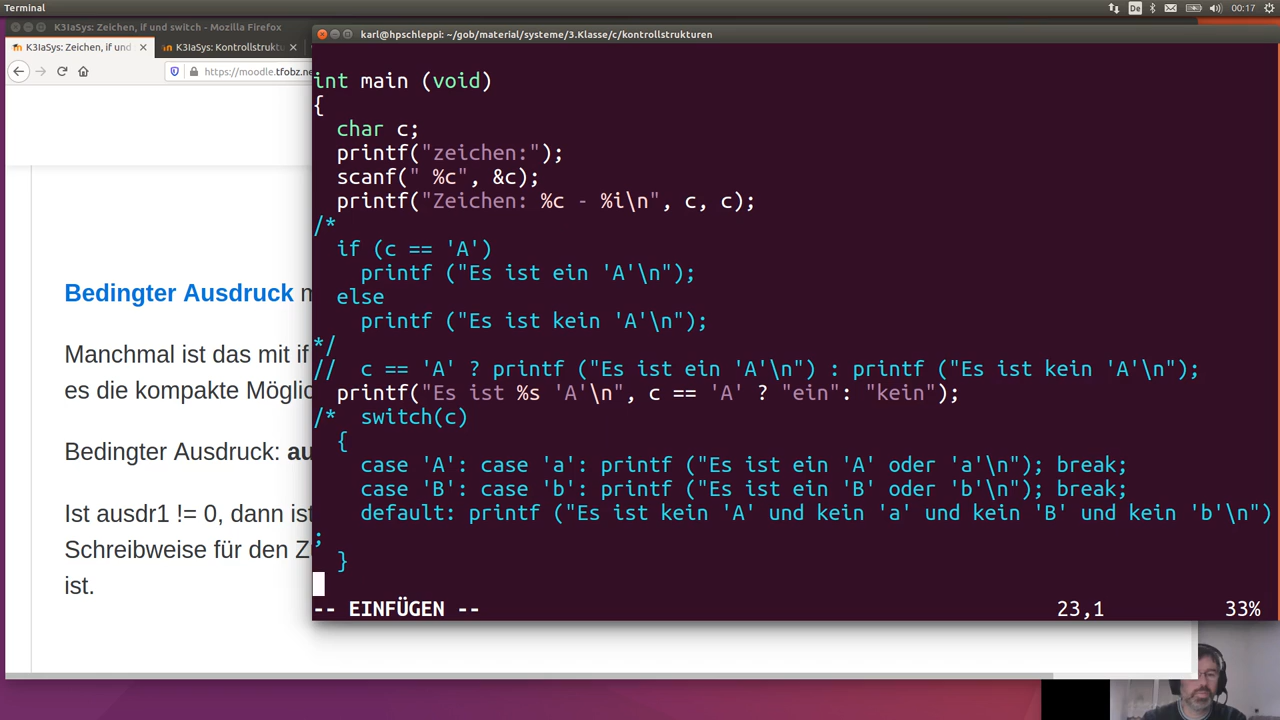 Terminal
De
00:17
K3IaSys: Zeichen, if und switch - Mozilla Firefox
K3IaSys: Zeichen, if und
K3IaSys: Kontrollstruktu
https://moodle.tfobz.ne
Bedingter Ausdruck
Manchmal ist das mit if
es die kompakte Möglic
Bedingter Ausdruck: au
Ist ausdr1 != 0, dann ist
Schreibweise für den Z
ist.
karl@hpschleppi: ~/gob/material/systeme/3.Klasse/c/kontrollstrukturen
int main (void)
{
  char c;
  printf("zeichen:");
  scanf(" %c", &c);
  printf("Zeichen: %c - %i\n", c, c);
/*
  if (c == 'A')
    printf ("Es ist ein 'A'\n");
  else
    printf ("Es ist kein 'A'\n");
*/
//  c == 'A' ? printf ("Es ist ein 'A'\n") : printf ("Es ist kein 'A'\n");
  printf("Es ist %s 'A'\n", c == 'A' ? "ein": "kein");
/*  switch(c)
  {
    case 'A': case 'a': printf ("Es ist ein 'A' oder 'a'\n"); break;
    case 'B': case 'b': printf ("Es ist ein 'B' oder 'b'\n"); break;
    default: printf ("Es ist kein 'A' und kein 'a' und kein 'B' und kein 'b'\n")
;
  }
-- EINFÜGEN --
23,1
33%